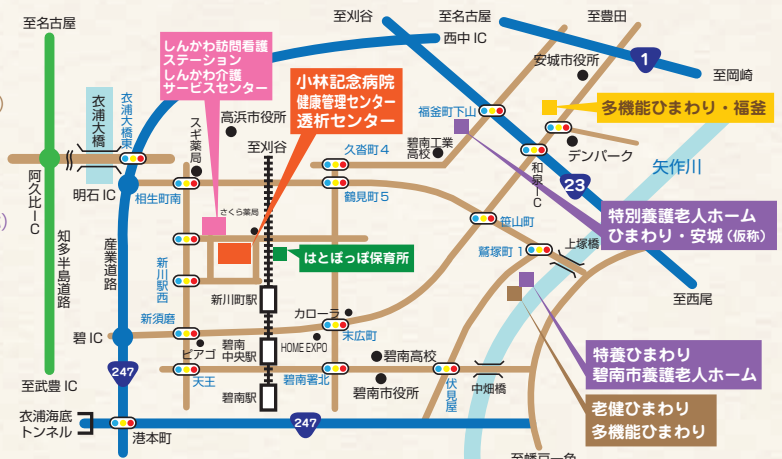 至名古屋
至刈谷
至名古屋
至豊田
西中IC
1
至岡崎
安城市役所
しんかわ訪問看護
ステーション
しんかわ介護
サービスセンター
小林記念病院
健康管理センター
透析センター
多機能ひまわり・福釜
福釜町下山
衣浦大橋
衣浦大橋東
スギ薬局
高浜市役所
至刈谷
久沓町4
碧南工業
高校
デンパーク
矢作川
和泉IC
23
阿久比IC
明石IC
相生町南
鶴見町5
さくら薬局
笹山町
特別養護老人ホーム
ひまわり・安城(仮称)
知多半島道路
産業道路
新川駅西
はとぽっぽ保育所
鷲塚町1
上塚橋
新川町駅
カローラ
至西尾
新須磨
碧IC
ピアゴ
碧南
中央駅
HOME EXPO
末広町
碧南高校
特養ひまわり
碧南市養護老人ホーム
247
至武豊IC
天王
碧南署北
碧南市役所
伏見屋
中畑橋
碧南駅
老健ひまわり
多機能ひまわり
衣浦海底
トンネル
港本町
247